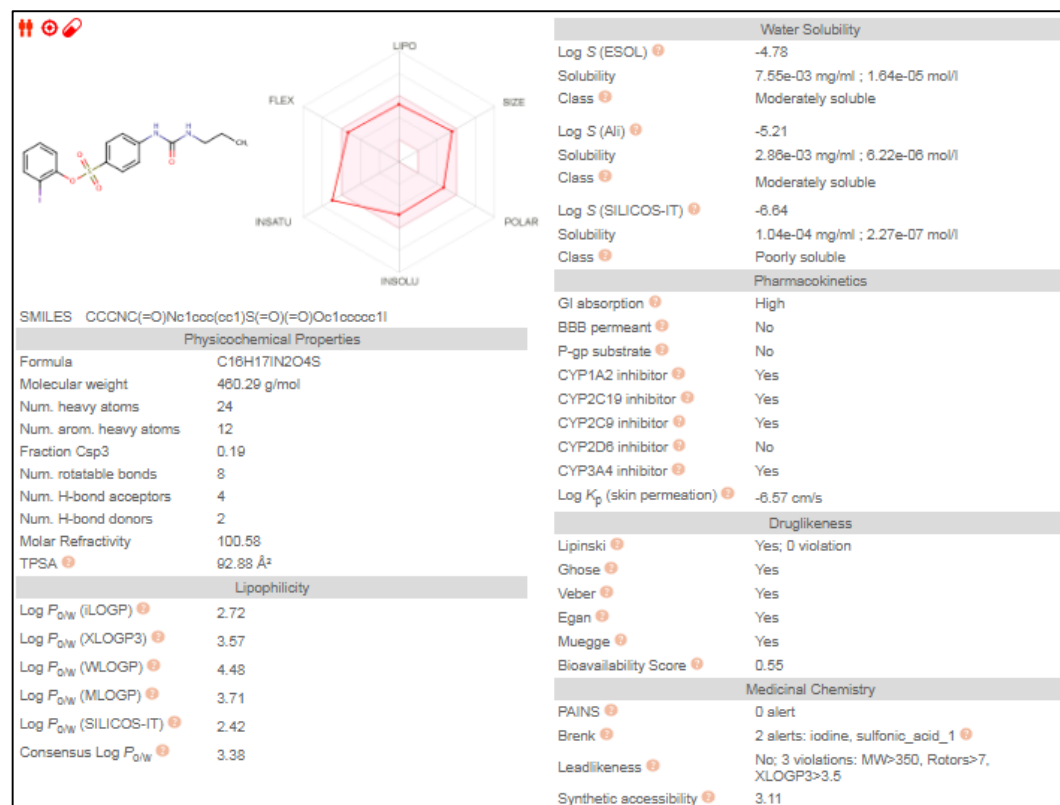 LIPO
FLEX
SIZE
INSATU
POLAR
INSOLU
NH
NH
CH₃
O
O
O
O
S
I
SMILES CCCNC(=O)Nc1ccc(cc1)S(=O)(=O)Oc1ccccc1I
Physicochemical Properties
Formula C16H17IN2O4S
Molecular weight 460.29 g/mol
Num. heavy atoms 24
Num. arom. heavy atoms 12
Fraction Csp3 0.19
Num. rotatable bonds 8
Num. H-bond acceptors 4
Num. H-bond donors 2
Molar Refractivity 100.58
TPSA ? 92.88 Å²
Lipophilicity
Log Po/w (iLOGP) ? 2.72
Log Po/w (XLOGP3) ? 3.57
Log Po/w (WLOGP) ? 4.48
Log Po/w (MLOGP) ? 3.71
Log Po/w (SILICOS-IT) ? 2.42
Consensus Log Po/w ? 3.38
Water Solubility
Log S (ESOL) ? -4.78
Solubility 7.55e-03 mg/ml ; 1.64e-05 mol/l
Class ? Moderately soluble
Log S (Ali) ? -5.21
Solubility 2.86e-03 mg/ml ; 6.22e-06 mol/l
Class ? Moderately soluble
Log S (SILICOS-IT) ? -6.64
Solubility 1.04e-04 mg/ml ; 2.27e-07 mol/l
Class ? Poorly soluble
Pharmacokinetics
GI absorption ? High
BBB permeant ? No
P-gp substrate ? No
CYP1A2 inhibitor ? Yes
CYP2C19 inhibitor ? Yes
CYP2C9 inhibitor ? Yes
CYP2D6 inhibitor ? No
CYP3A4 inhibitor ? Yes
Log Kp (skin permeation) ? -6.57 cm/s
Druglikeness
Lipinski ? Yes; 0 violation
Ghose ? Yes
Veber ? Yes
Egan ? Yes
Muegge ? Yes
Bioavailability Score ? 0.55
Medicinal Chemistry
PAINS ? 0 alert
Brenk ? 2 alerts: iodine, sulfonic_acid_1 ?
Leadlikeness ? No; 3 violations: MW>350, Rotors>7,
XLOGP3>3.5
Synthetic accessibility ? 3.11